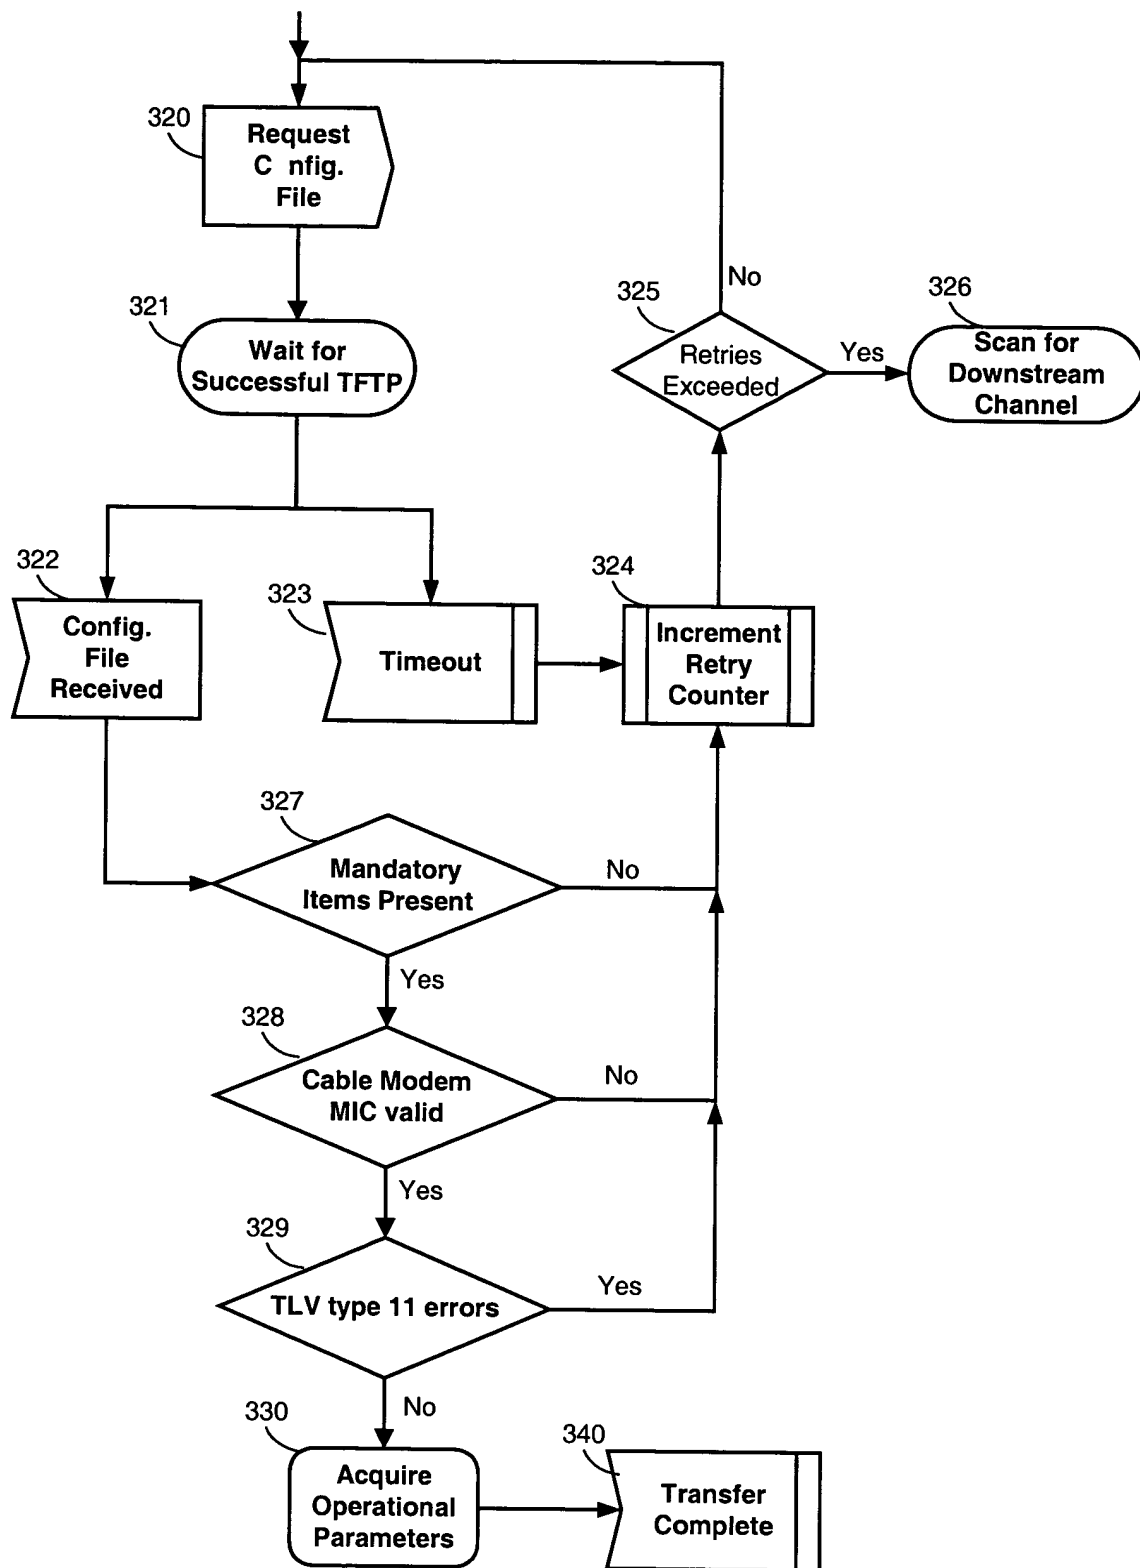 320
Request
C nfig.
File
321
Wait for
Successful TFTP
No
325
Retries
Exceeded
Yes
326
Scan for
Downstream
Channel
322
Config.
File
Received
323
Timeout
324
Increment
Retry
Counter
327
Mandatory
Items Present
No
Yes
328
Cable Modem
MIC valid
No
Yes
329
TLV type 11 errors
Yes
No
330
Acquire
Operational
Parameters
340
Transfer
Complete